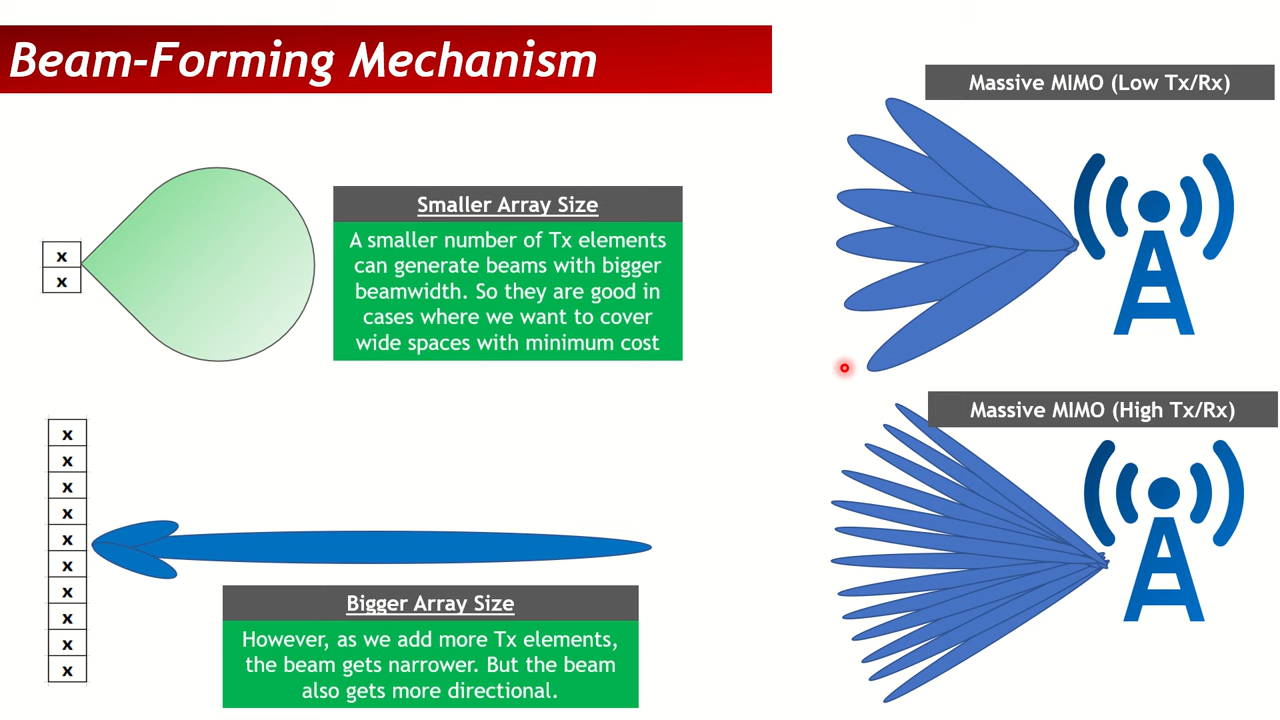 Beam-Forming Mechanism
Massive MIMO (Low Tx/Rx)
x
x
Smaller Array Size
A smaller number of Tx elements
can generate beams with bigger
beamwidth. So they are good in
cases where we want to cover
wide spaces with minimum cost
Massive MIMO (High Tx/Rx)
x
x
x
x
x
x
x
x
x
x
Bigger Array Size
However, as we add more Tx elements,
the beam gets narrower. But the beam
also gets more directional.